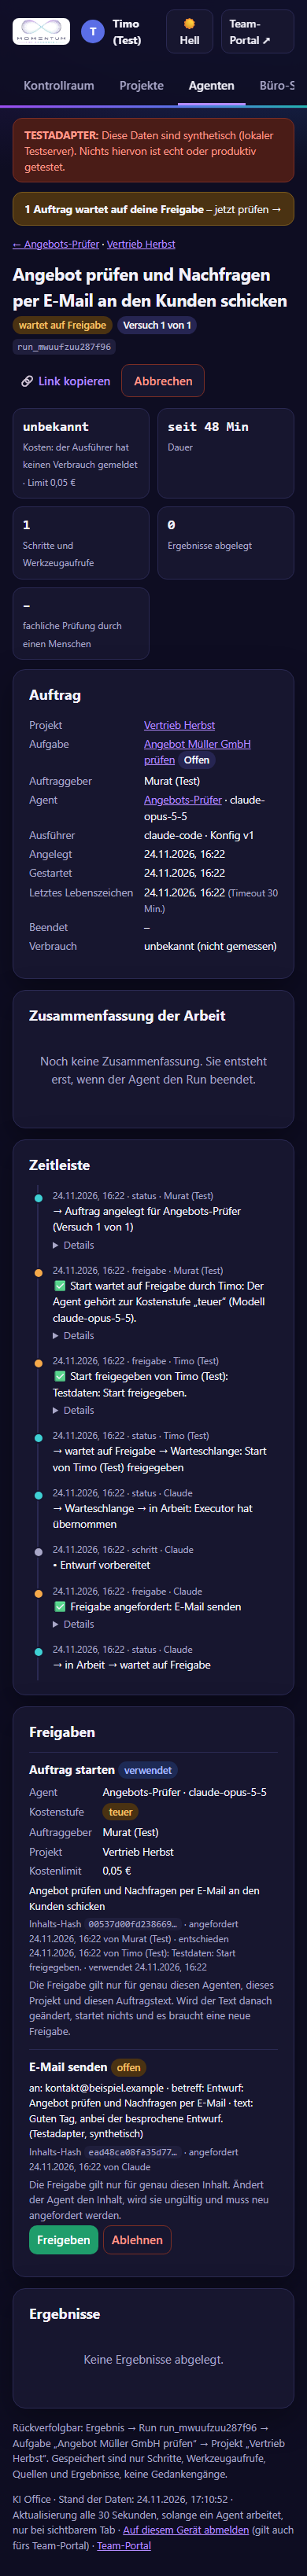 MOMENTUM
T
Timo
(Test)
🌞
Hell
Team-
Portal ↗
Kontrollraum Projekte Agenten Büro-S
TESTADAPTER: Diese Daten sind synthetisch (lokaler
Testserver). Nichts hiervon ist echt oder produktiv
getestet.
1 Auftrag wartet auf deine Freigabe – jetzt prüfen →
← Angebots-Prüfer · Vertrieb Herbst
Angebot prüfen und Nachfragen
per E-Mail an den Kunden schicken
wartet auf Freigabe Versuch 1 von 1
run_mwuufzuu287f96
🔗 Link kopieren Abbrechen
unbekannt
Kosten: der Ausführer hat
keinen Verbrauch gemeldet
· Limit 0,05 €
seit 48 Min
Dauer
1
Schritte und
Werkzeugaufrufe
0
Ergebnisse abgelegt
–
fachliche Prüfung durch
einen Menschen
Auftrag
Projekt Vertrieb Herbst
Aufgabe Angebot Müller GmbH
prüfen Offen
Auftraggeber Murat (Test)
Agent Angebots-Prüfer · claude-
opus-5-5
Ausführer claude-code · Konfig v1
Angelegt 24.11.2026, 16:22
Gestartet 24.11.2026, 16:22
Letztes Lebenszeichen 24.11.2026, 16:22 (Timeout 30
Min.)
Beendet –
Verbrauch unbekannt (nicht gemessen)
Zusammenfassung der Arbeit
Noch keine Zusammenfassung. Sie entsteht
erst, wenn der Agent den Run beendet.
Zeitleiste
24.11.2026, 16:22 · status · Murat (Test)
→ Auftrag angelegt für Angebots-Prüfer
(Versuch 1 von 1)
▸ Details
24.11.2026, 16:22 · freigabe · Murat (Test)
✅ Start wartet auf Freigabe durch Timo: Der
Agent gehört zur Kostenstufe „teuer“ (Modell
claude-opus-5-5).
▸ Details
24.11.2026, 16:22 · freigabe · Timo (Test)
✅ Start freigegeben von Timo (Test):
Testdaten: Start freigegeben.
▸ Details
24.11.2026, 16:22 · status · Timo (Test)
→ wartet auf Freigabe → Warteschlange: Start
von Timo (Test) freigegeben
24.11.2026, 16:22 · status · Claude
→ Warteschlange → in Arbeit: Executor hat
übernommen
24.11.2026, 16:22 · schritt · Claude
• Entwurf vorbereitet
24.11.2026, 16:22 · freigabe · Claude
✅ Freigabe angefordert: E-Mail senden
▸ Details
24.11.2026, 16:22 · status · Claude
→ in Arbeit → wartet auf Freigabe
Freigaben
Auftrag starten verwendet
Agent Angebots-Prüfer · claude-opus-5-5
Kostenstufe teuer
Auftraggeber Murat (Test)
Projekt Vertrieb Herbst
Kostenlimit 0,05 €
Angebot prüfen und Nachfragen per E-Mail an den
Kunden schicken
Inhalts-Hash 00537d00fd238669… · angefordert
24.11.2026, 16:22 von Murat (Test) · entschieden
24.11.2026, 16:22 von Timo (Test): Testdaten: Start
freigegeben. · verwendet 24.11.2026, 16:22
Die Freigabe gilt nur für genau diesen Agenten, dieses
Projekt und diesen Auftragstext. Wird der Text danach
geändert, startet nichts und es braucht eine neue
Freigabe.
E-Mail senden offen
an: kontakt@beispiel.example · betreff: Entwurf:
Angebot prüfen und Nachfragen per E-Mail · text:
Guten Tag, anbei der besprochene Entwurf.
(Testadapter, synthetisch)
Inhalts-Hash ead48ca08fa35d77… · angefordert
24.11.2026, 16:22 von Claude
Die Freigabe gilt nur für genau diesen Inhalt. Ändert
der Agent den Inhalt, wird sie ungültig und muss neu
angefordert werden.
Freigeben Ablehnen
Ergebnisse
Keine Ergebnisse abgelegt.
Rückverfolgbar: Ergebnis → Run run_mwuufzuu287f96 →
Aufgabe „Angebot Müller GmbH prüfen“ → Projekt „Vertrieb
Herbst“. Gespeichert sind nur Schritte, Werkzeugaufrufe,
Quellen und Ergebnisse, keine Gedankengänge.
KI Office · Stand der Daten: 24.11.2026, 17:10:52 ·
Aktualisierung alle 30 Sekunden, solange ein Agent arbeitet,
nur bei sichtbarem Tab · Auf diesem Gerät abmelden (gilt auch
fürs Team-Portal) · Team-Portal